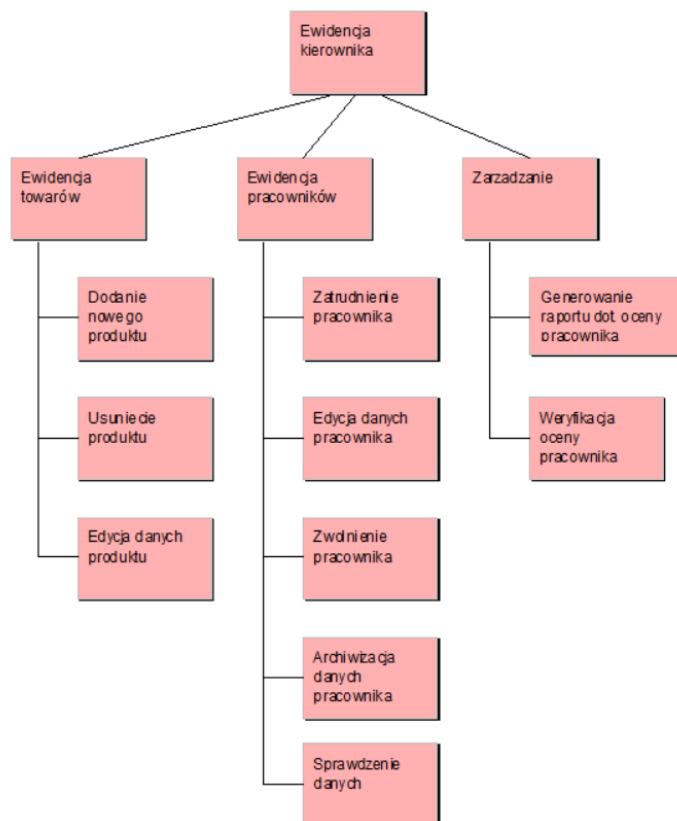 Ewidencja
kierownika
Ewidencja
towarów
Ewidencja
pracowników
Zarzadzanie
Dodanie
nowego
produktu
Usuniecie
produktu
Edycja danych
produktu
Zatrudnienie
pracownika
Edycja danych
pracownika
Zwolnienie
pracownika
Archiwizacja
danych
pracownika
Sprawdzenie
danych
Generowanie
raportu dot. oceny
pracownika
Weryfikacja
oceny
pracownika